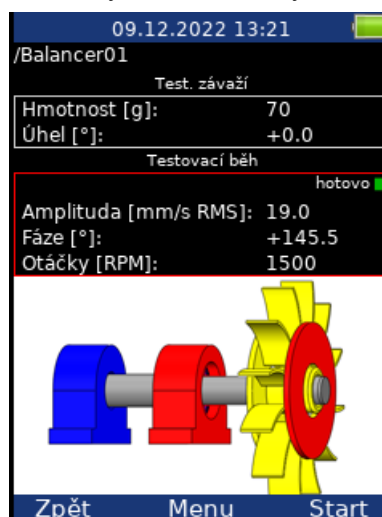 09.12.2022 13:21
/Balancer01
Test. závaží
Hmotnost [g]: 70
Úhel [°]: +0.0
Testovací běh
hotovo
Amplituda [mm/s RMS]: 19.0
Fáze [°]: +145.5
Otáčky [RPM]: 1500
Zpět Menu Start